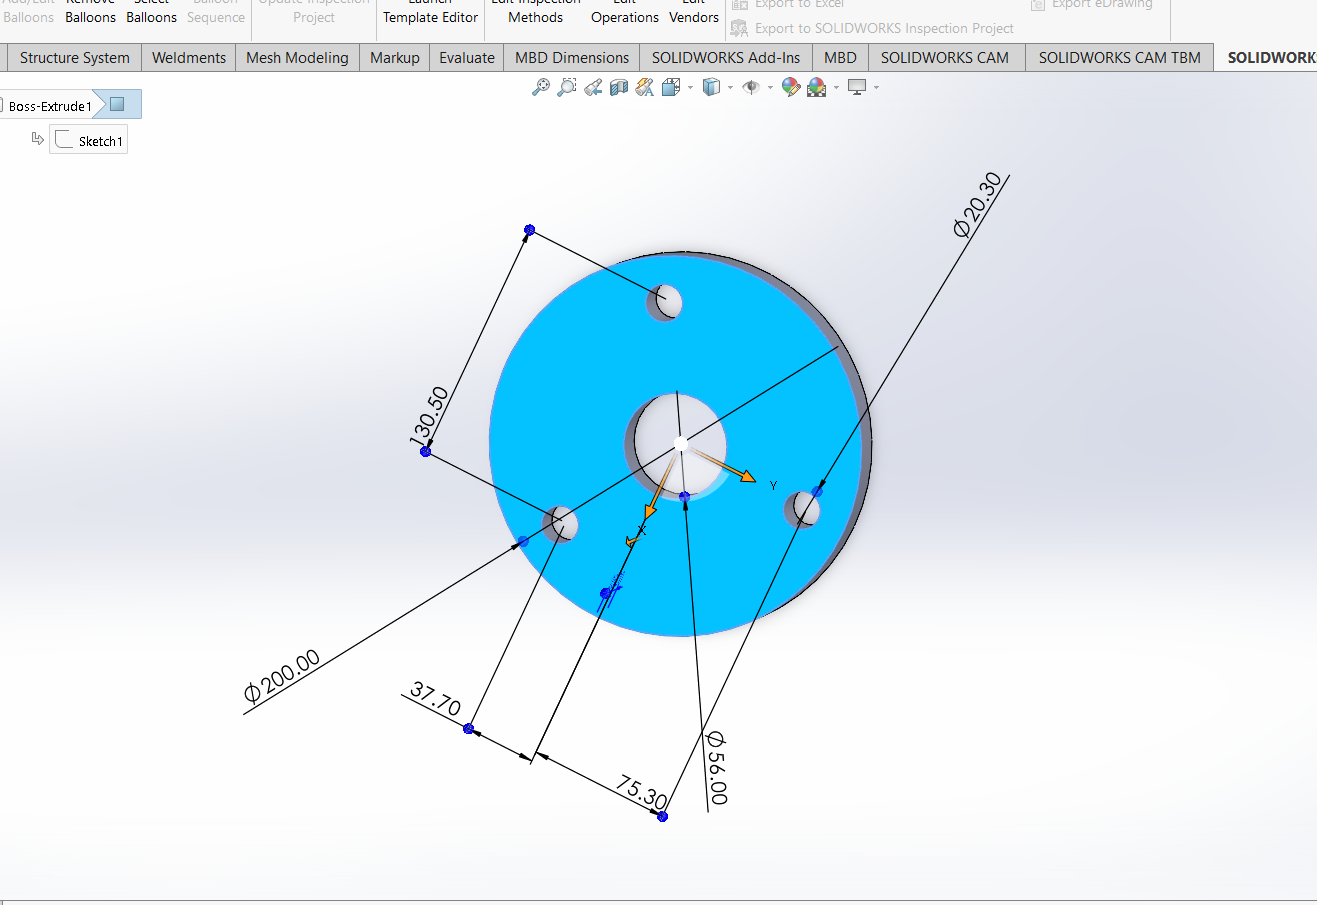 Add/Edit Remove Select Balloon Update Inspection Launch Edit Inspection Edit Edit Export to Excel Export eDrawing
Balloons Balloons Balloons Sequence Project Template Editor Methods Operations Vendors
Export to SOLIDWORKS Inspection Project
Structure System Weldments Mesh Modeling Markup Evaluate MBD Dimensions SOLIDWORKS Add-Ins MBD SOLIDWORKS CAM SOLIDWORKS CAM TBM SOLIDWORKS
Boss-Extrude1
Sketch1
Ø20.30
130.50
Y
X
Ø200.00
37.70
Ø56.00
75.30